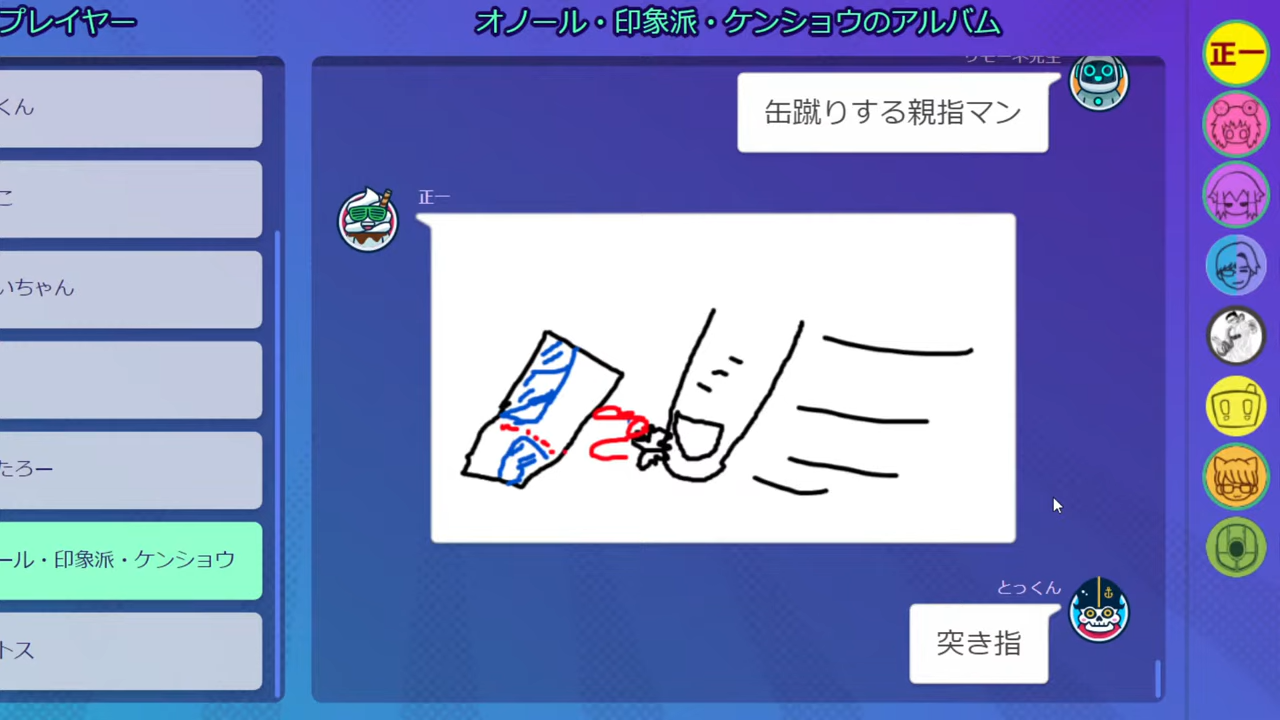 プレイヤー
オノール・印象派・ケンショウのアルバム
正一
くん
缶蹴りする親指マン
こ
正一
いちゃん
たろー
ール・印象派・ケンショウ
とっくん
突き指
トス